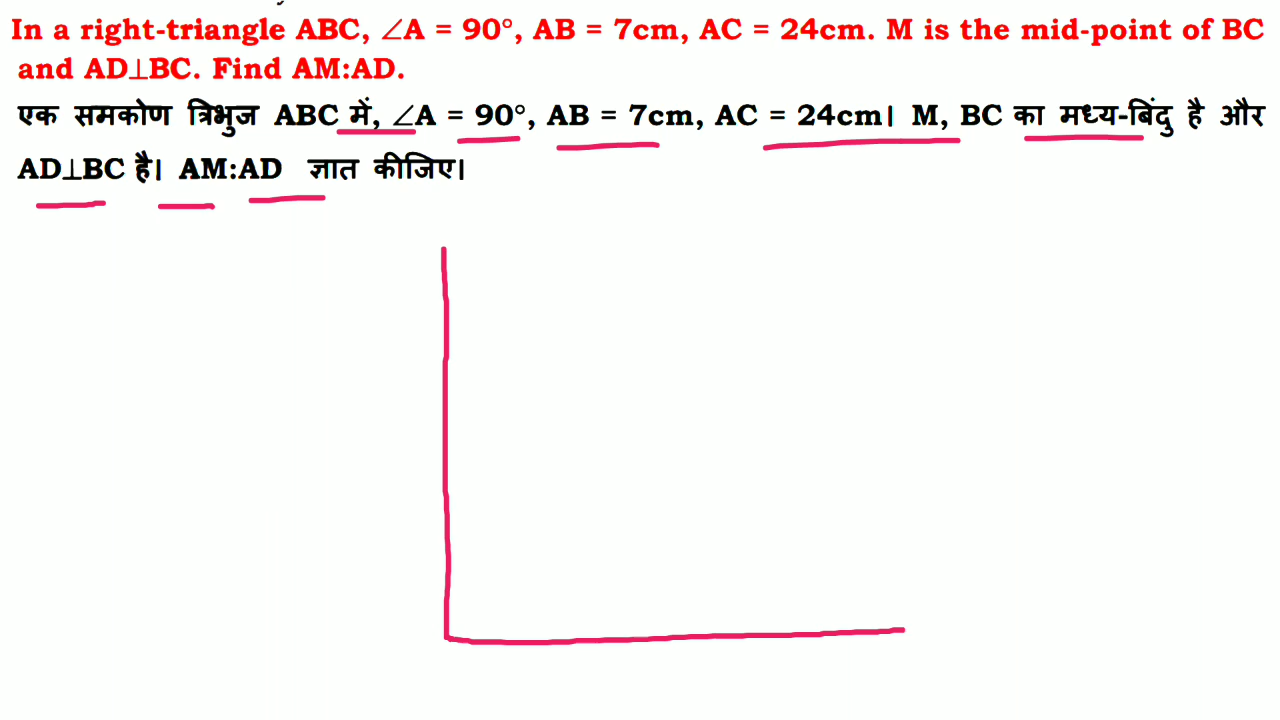 In a right-triangle ABC, ∠A = 90°, AB = 7cm, AC = 24cm. M is the mid-point of BC
and AD⊥BC. Find AM:AD.
एक समकोण त्रिभुज ABC में, ∠A = 90°, AB = 7cm, AC = 24cm। M, BC का मध्य-बिंदु है और
AD⊥BC है। AM:AD ज्ञात कीजिए।